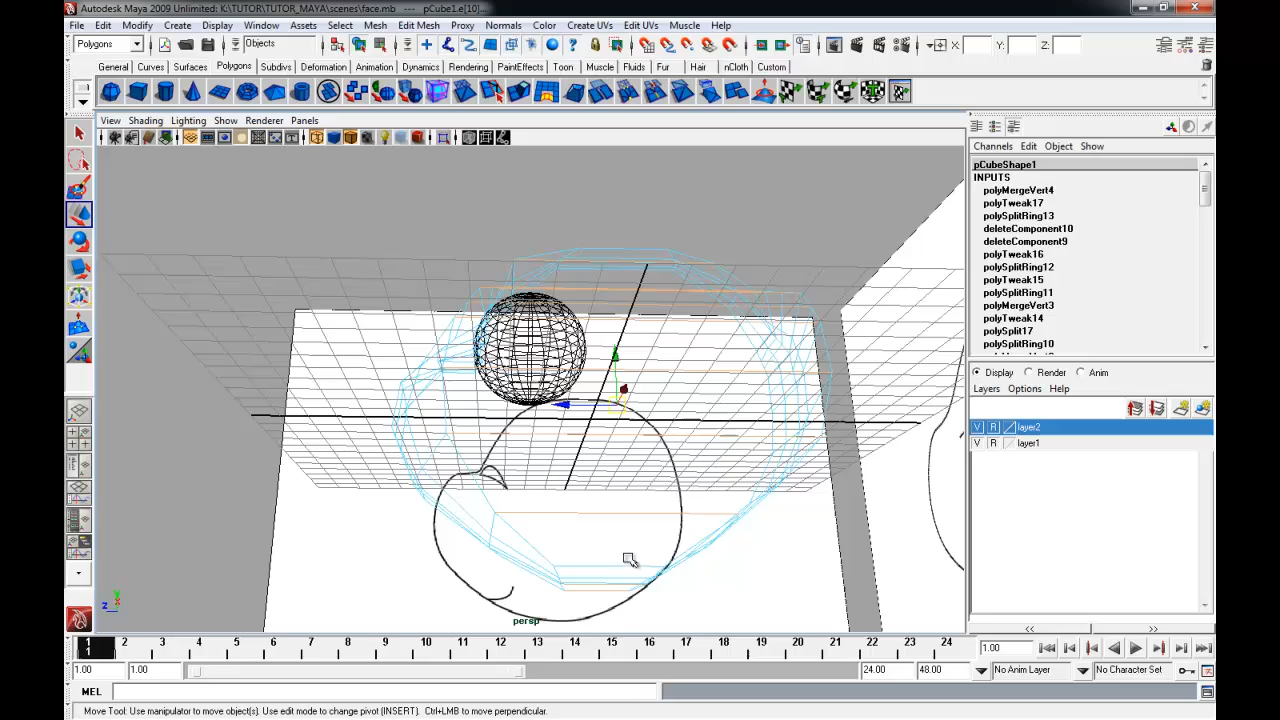 Autodesk Maya 2009 Unlimited: K:\TUTOR\TUTOR_MAYA\scenes\face.mb --- pCube1.e[10]...
File Edit Modify Create Display Window Assets Select Mesh Edit Mesh Proxy Normals Color Create UVs Edit UVs Muscle Help
Polygons Objects X: Y: Z:
General Curves Surfaces Polygons Subdivs Deformation Animation Dynamics Rendering PaintEffects Toon Muscle Fluids Fur Hair nCloth Custom
View Shading Lighting Show Renderer Panels
Channels Edit Object Show
pCubeShape1
INPUTS
polyMergeVert4
polyTweak17
polySplitRing13
deleteComponent10
deleteComponent9
polyTweak16
polySplitRing12
polyTweak15
polySplitRing11
polyMergeVert3
polyTweak14
polySplit17
polySplitRing10
Display Render Anim
Layers Options Help
V R layer2
V R layer1
y
z
persp
1 2 3 4 5 6 7 8 9 10 11 12 13 14 15 16 17 18 19 20 21 22 23 24
1 1.00
1.00 1.00 24.00 48.00 No Anim Layer No Character Set
MEL
Move Tool: Use manipulator to move object(s). Use edit mode to change pivot (INSERT). Ctrl+LMB to move perpendicular.